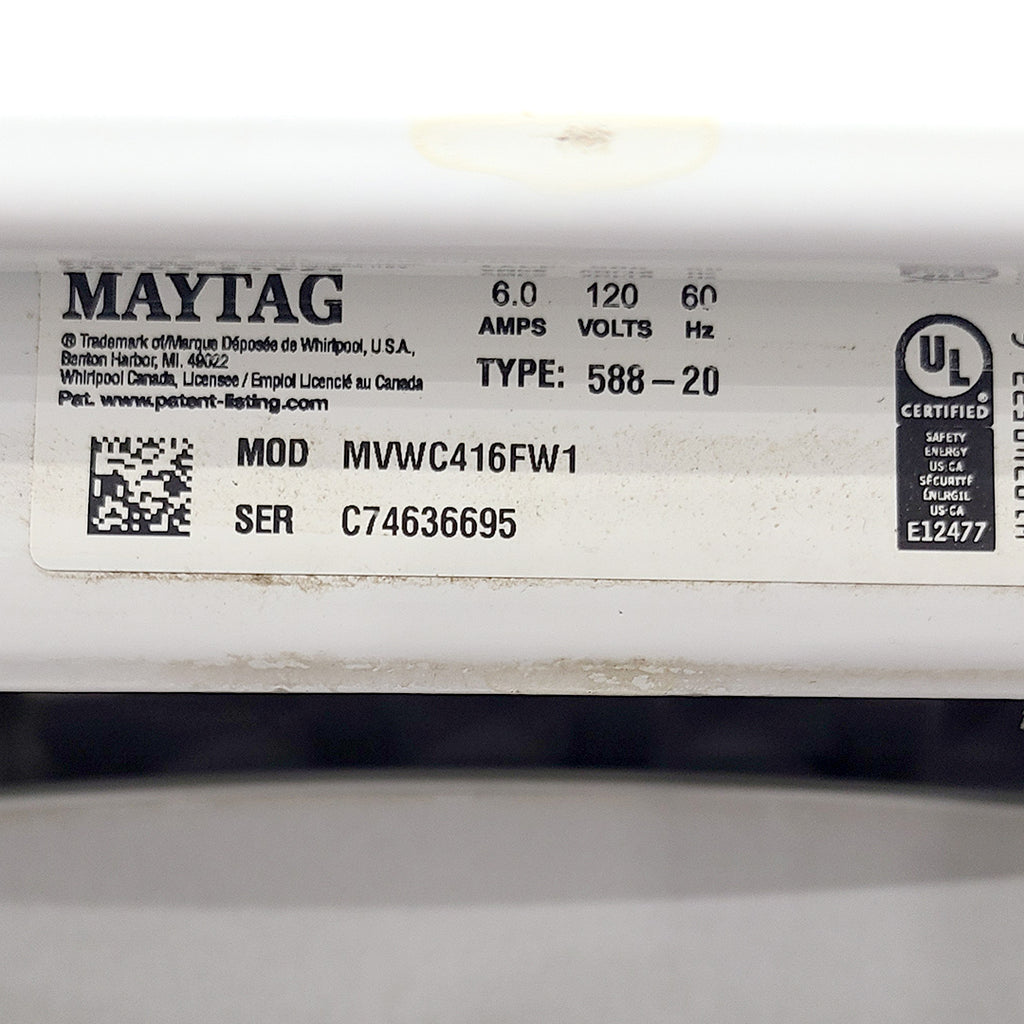 MAYTAG
® Trademark of/Marque Déposée de Whirlpool, U.S.A.,
Benton Harbor, MI. 49022
Whirlpool Canada, Licensee / Emploi Licencié au Canada
Pat. www.patent-listing.com
6.0 120 60
AMPS VOLTS Hz
TYPE: 588-20
MOD MVWC416FW1
SER C74636695
UL
®
CERTIFIED
SAFETY
ENERGY
US CA
SÉCURITÉ
ÉNERGIE
US-CA
E12477